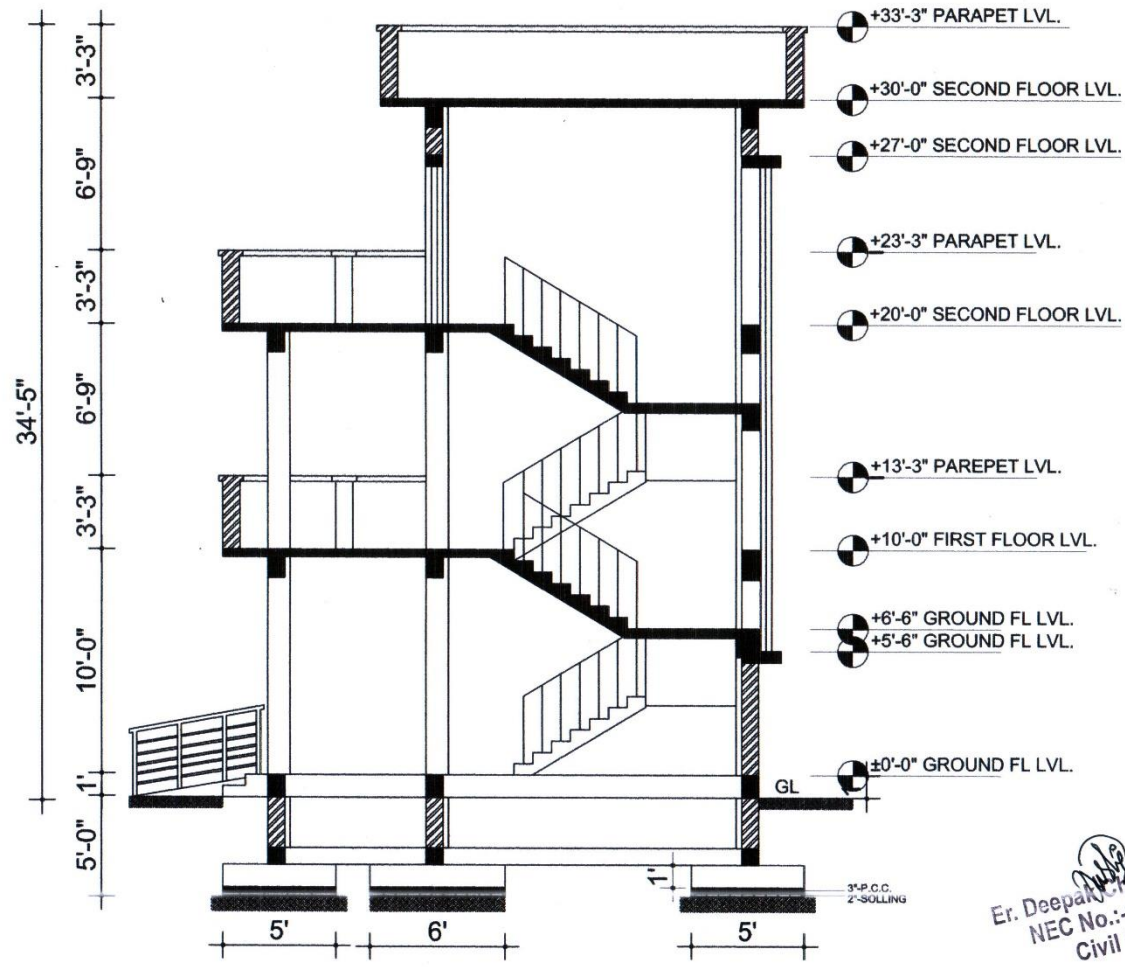 +33'-3" PARAPET LVL.
+30'-0" SECOND FLOOR LVL.
+27'-0" SECOND FLOOR LVL.
+23'-3" PARAPET LVL.
+20'-0" SECOND FLOOR LVL.
+13'-3" PAREPET LVL.
+10'-0" FIRST FLOOR LVL.
+6'-6" GROUND FL LVL.
+5'-6" GROUND FL LVL.
±0'-0" GROUND FL LVL.
GL
34'-5"
3'-3"
6'-9"
3'-3"
6'-9"
3'-3"
10'-0"
1'
5'-0"
1'
3"-P.C.C.
2"-SOLLING
5'
6'
5'
Er. Deepak
NEC No.:-
Civil